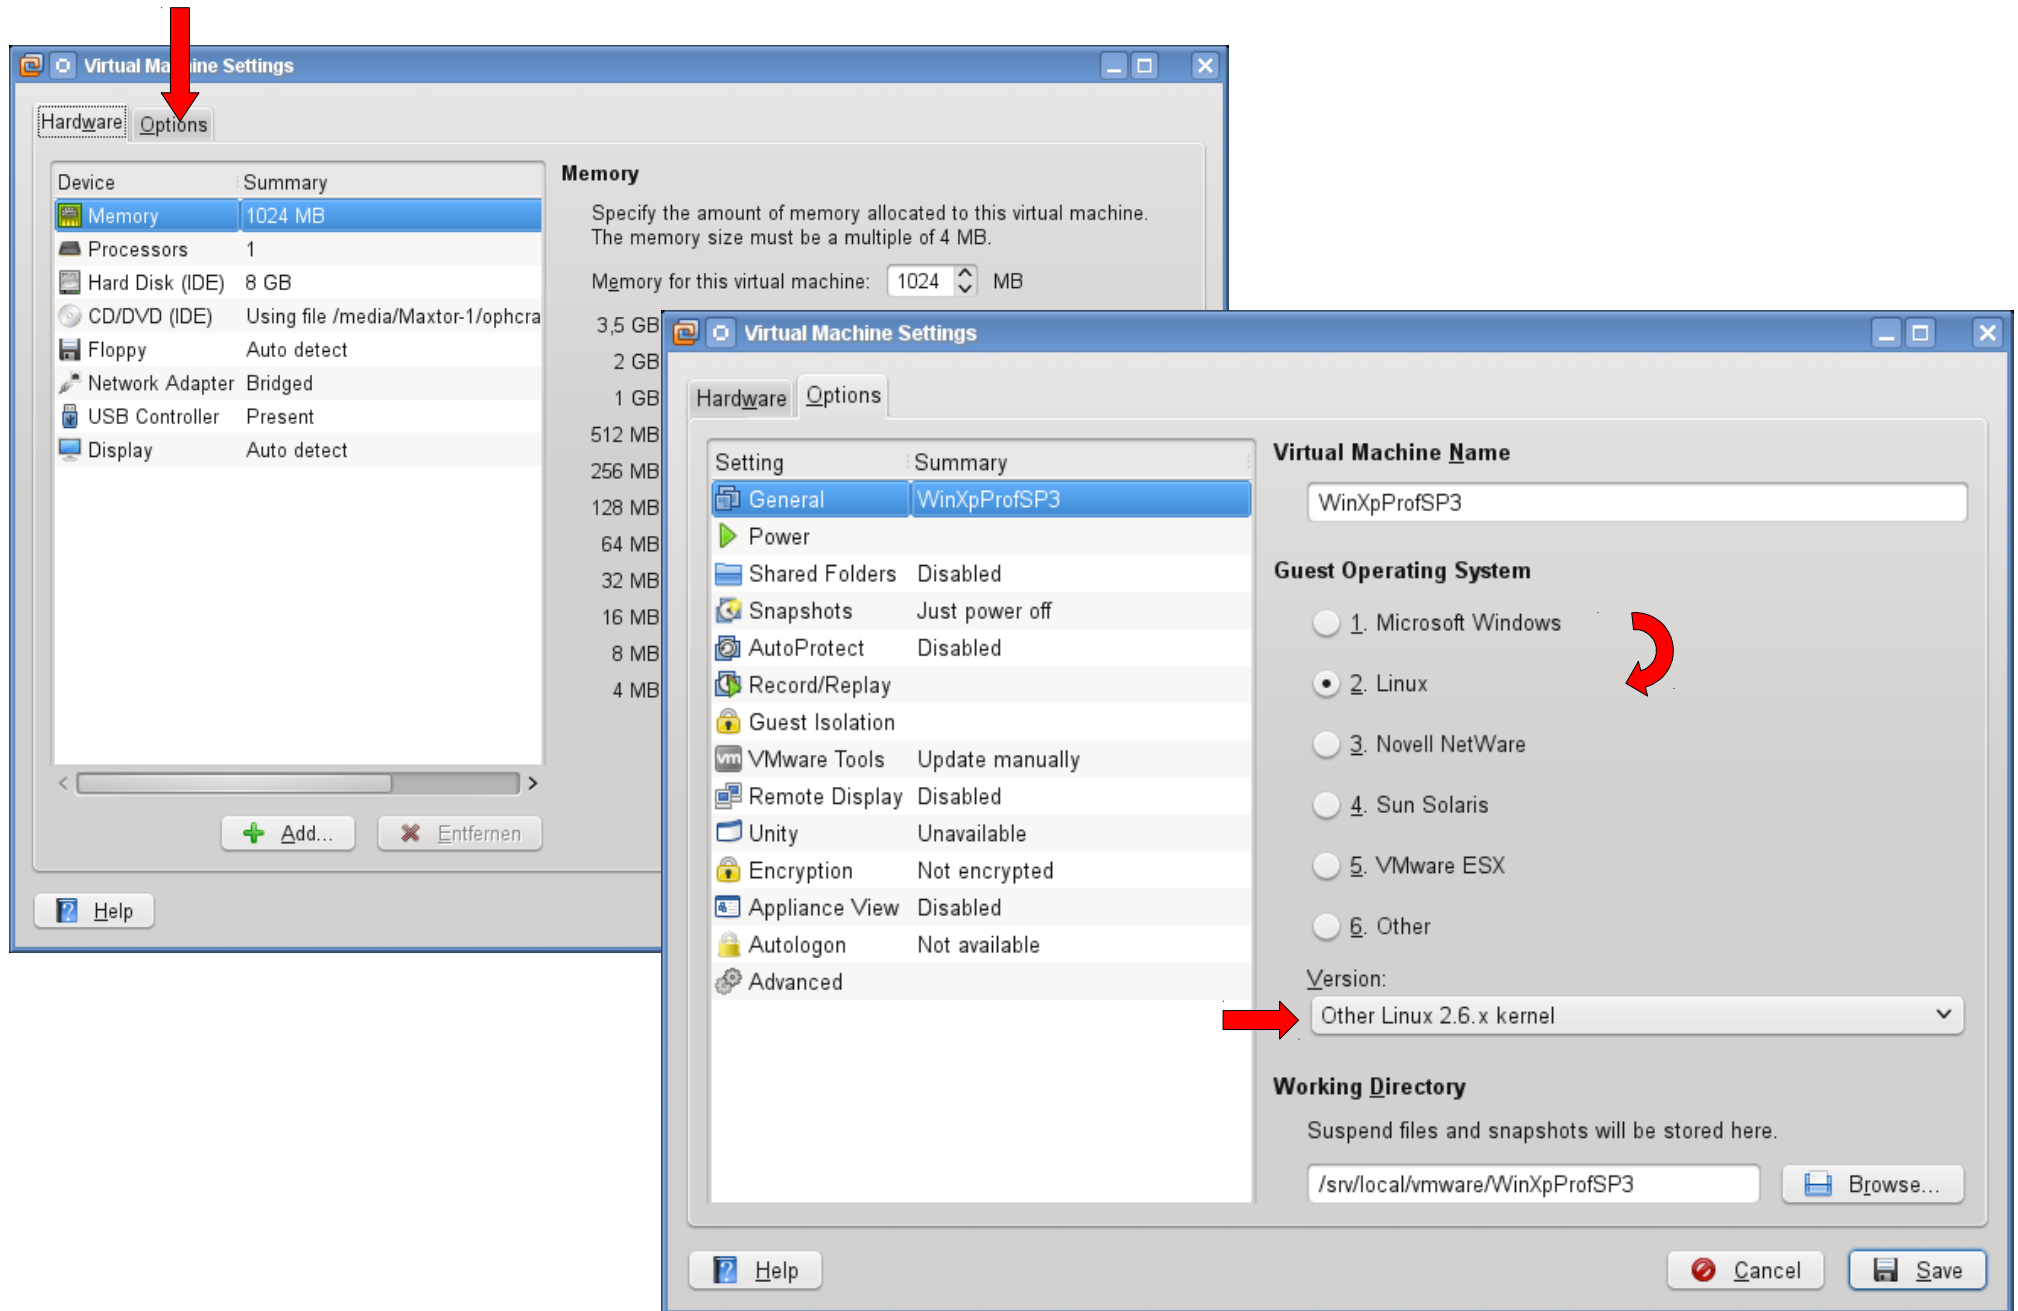 Virtual Machine Settings
Hardware Options
Device Summary
Memory 1024 MB
Processors 1
Hard Disk (IDE) 8 GB
CD/DVD (IDE) Using file /media/Maxtor-1/ophcra
Floppy Auto detect
Network Adapter Bridged
USB Controller Present
Display Auto detect
Add...
Entfernen
Help
Memory
Specify the amount of memory allocated to this virtual machine.
The memory size must be a multiple of 4 MB.
Memory for this virtual machine: 1024 MB
3,5 GB
2 GB
1 GB
512 MB
256 MB
128 MB
64 MB
32 MB
16 MB
8 MB
4 MB
Virtual Machine Settings
Hardware Options
Setting Summary
General WinXpProfSP3
Power
Shared Folders Disabled
Snapshots Just power off
AutoProtect Disabled
Record/Replay
Guest Isolation
vm VMware Tools Update manually
Remote Display Disabled
Unity Unavailable
Encryption Not encrypted
Appliance View Disabled
Autologon Not available
Advanced
Virtual Machine Name
WinXpProfSP3
Guest Operating System
1. Microsoft Windows
2. Linux
3. Novell NetWare
4. Sun Solaris
5. VMware ESX
6. Other
Version:
Other Linux 2.6.x kernel
Working Directory
Suspend files and snapshots will be stored here.
/srv/local/vmware/WinXpProfSP3
Browse...
Help
Cancel
Save